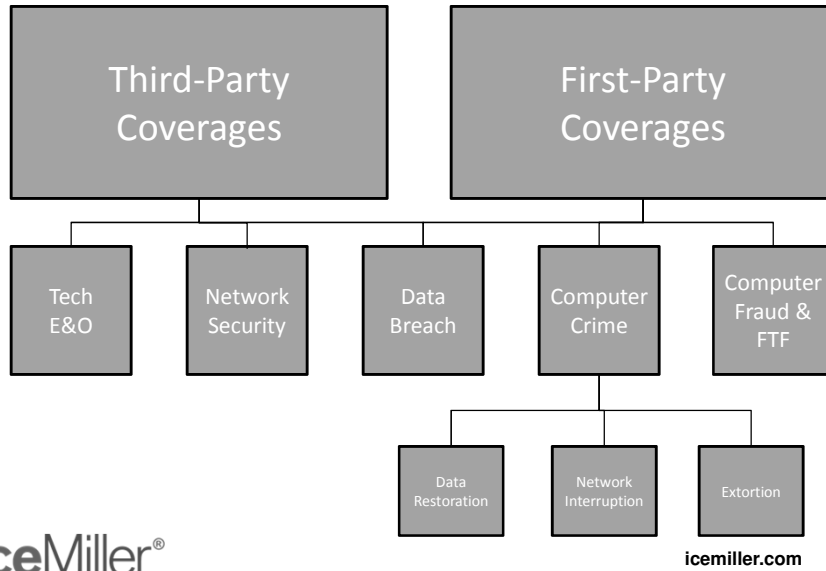 Third-Party
Coverages
First-Party
Coverages
Tech
E&O
Network
Security
Data
Breach
Computer
Crime
Computer
Fraud &
FTF
Data
Restoration
Network
Interruption
Extortion
iceMiller®
icemiller.com